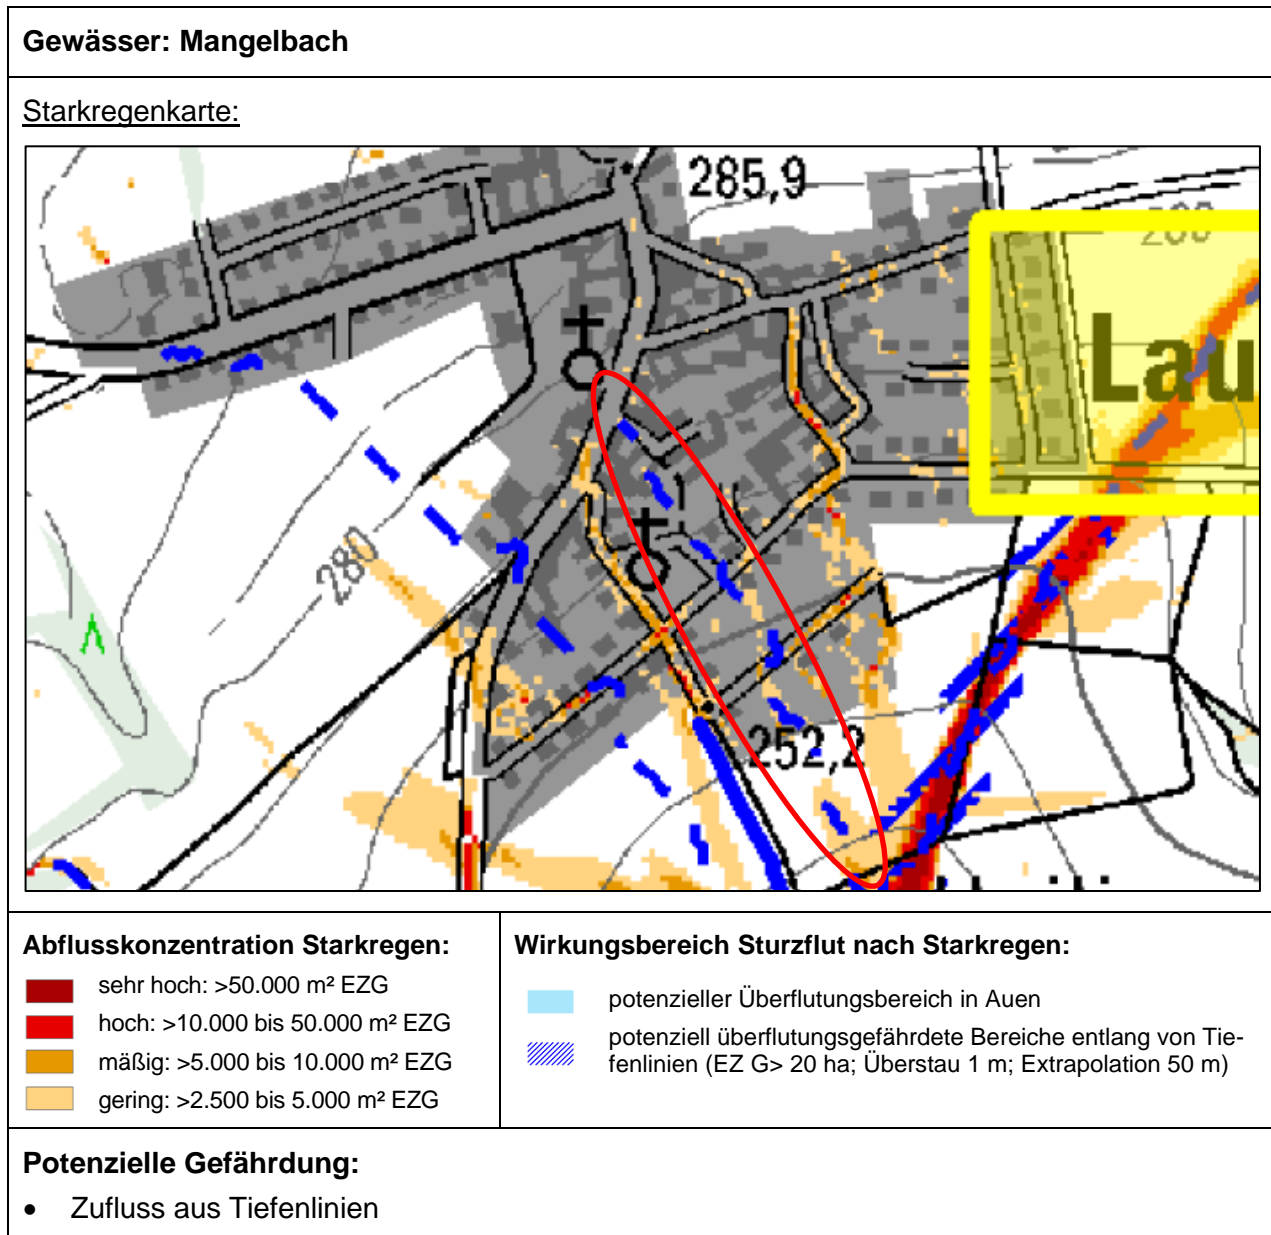 Gewässer: Mangelbach
Starkregenkarte:
285,9
280
Lau
280
252,2
Abflusskonzentration Starkregen:
sehr hoch: >50.000 m² EZG
hoch: >10.000 bis 50.000 m² EZG
mäßig: >5.000 bis 10.000 m² EZG
gering: >2.500 bis 5.000 m² EZG
Wirkungsbereich Sturzflut nach Starkregen:
potenzieller Überflutungsbereich in Auen
potenziell überflutungsgefährdete Bereiche entlang von Tie-
fenlinien (EZ G> 20 ha; Überstau 1 m; Extrapolation 50 m)
Potenzielle Gefährdung:
• Zufluss aus Tiefenlinien